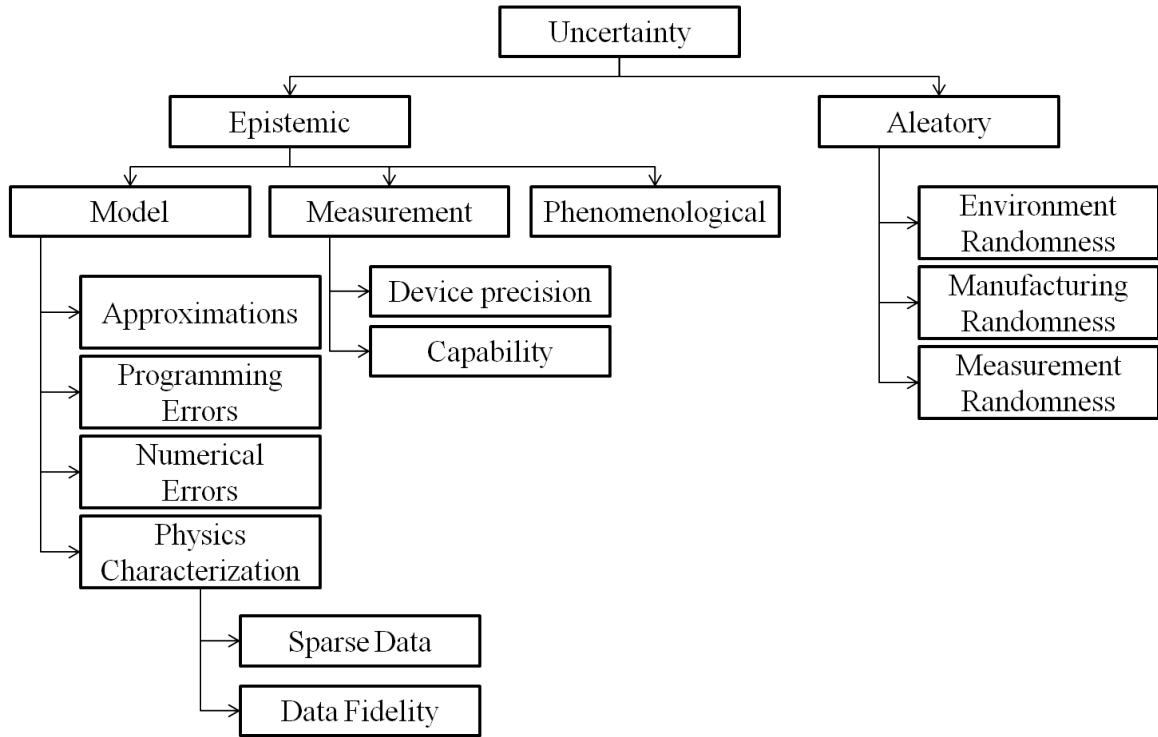 Uncertainty
Epistemic
Aleatory
Model
Measurement
Phenomenological
Approximations
Programming
Errors
Numerical
Errors
Physics
Characterization
Sparse Data
Data Fidelity
Device precision
Capability
Environment
Randomness
Manufacturing
Randomness
Measurement
Randomness